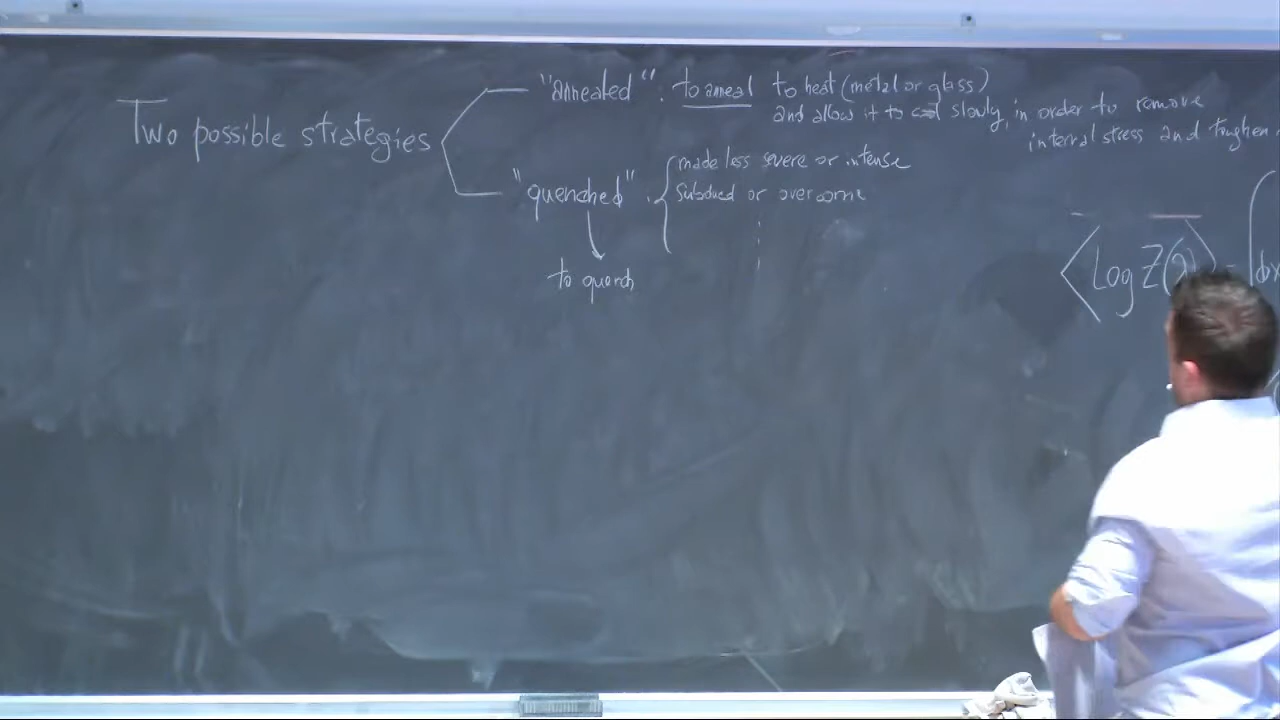 Two possible strategies
"annealed" : to anneal to heat (metal or glass)
and allow it to cool slowly, in order to remove
internal stress and toughen
"quenched" : made less severe or intense
Subdued or overcome
to quench
⟨Log Z(λ)⟩ = ∫ dx